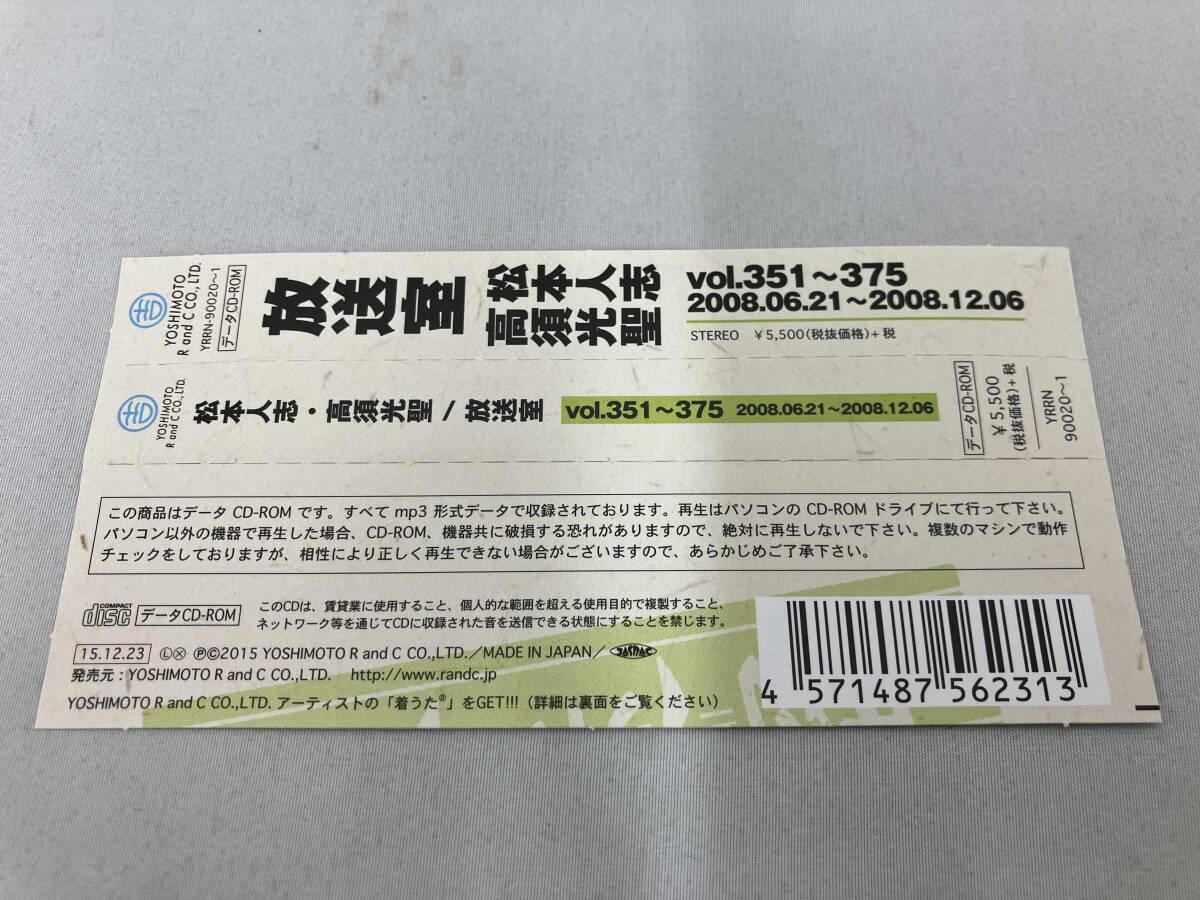 YOSHIMOTO
R and C CO., LTD.
YRRN-90020~1
データCD-ROM
放送室
松本人志
高須光聖
vol.351～375
2008.06.21～2008.12.06
STEREO ￥5,500(税抜価格)+税
YOSHIMOTO
R and C CO., LTD.
松本人志・高須光聖 / 放送室
vol.351～375 2008.06.21～2008.12.06
データCD-ROM
￥5,500
(税抜価格)+税
YRRN
90020~1
この商品はデータ CD-ROM です。すべて mp3 形式データで収録されております。再生はパソコンの CD-ROM ドライブにて行って下さい。
パソコン以外の機器で再生した場合、CD-ROM、機器共に破損する恐れがありますので、絶対に再生しないで下さい。複数のマシンで動作
チェックをしておりますが、相性により正しく再生できない場合がございますので、あらかじめご了承下さい。
COMPACT
disc
データCD-ROM
このCDは、賃貸業に使用すること、個人的な範囲を超える使用目的で複製すること、
ネットワーク等を通じてCDに収録された音を送信できる状態にすることを禁じます。
15.12.23 Ⓛⓧ ℗©2015 YOSHIMOTO R and C CO.,LTD.／MADE IN JAPAN／JASRAC
発売元：YOSHIMOTO R and C CO.,LTD. http://www.randc.jp
YOSHIMOTO R and C CO.,LTD. アーティストの「着うた®」をGET!!!（詳細は裏面をご覧ください）
4 571487 562313